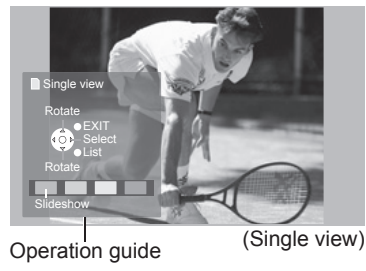 Single view
Rotate
EXIT
Select
List
Rotate
Slideshow
Operation guide
(Single view)